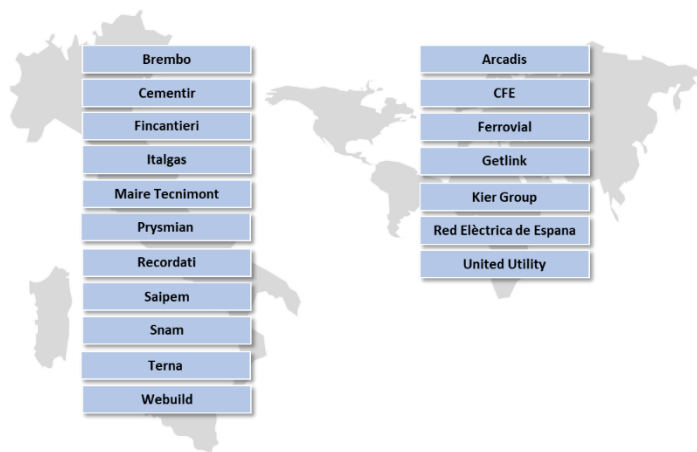 Brembo
Cementir
Fincantieri
Italgas
Maire Tecnimont
Prysmian
Recordati
Saipem
Snam
Terna
Webuild
Arcadis
CFE
Ferrovial
Getlink
Kier Group
Red Elèctrica de Espana
United Utility